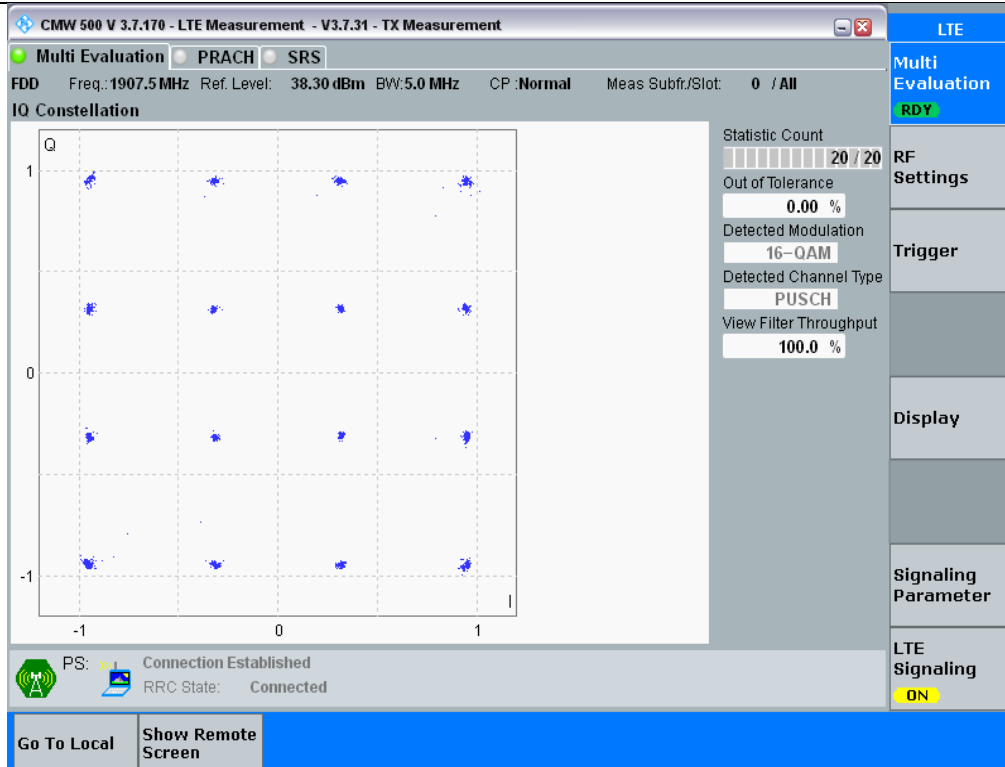 CMW 500 V 3.7.170 - LTE Measurement - V3.7.31 - TX Measurement
LTE
Multi Evaluation PRACH SRS
FDD Freq.:1907.5 MHz Ref. Level: 38.30 dBm BW:5.0 MHz CP :Normal Meas Subfr./Slot: 0 / All
IQ Constellation
Q
1
0
-1
-1 0 1
I
Statistic Count
20 / 20
Out of Tolerance
0.00 %
Detected Modulation
16-QAM
Detected Channel Type
PUSCH
View Filter Throughput
100.0 %
Multi
Evaluation
RDY
RF
Settings
Trigger
Display
Signaling
Parameter
LTE
Signaling
ON
PS: Connection Established
RRC State: Connected
Go To Local
Show Remote
Screen